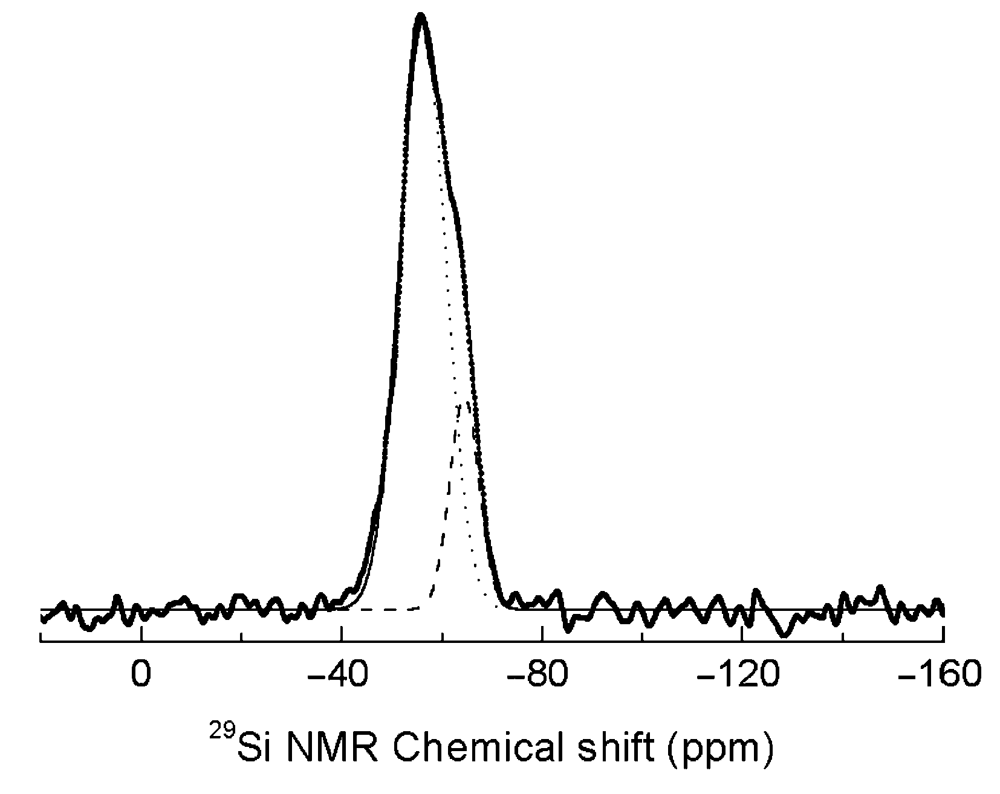 0 –40 –80 –120 –160
²⁹Si NMR Chemical shift (ppm)